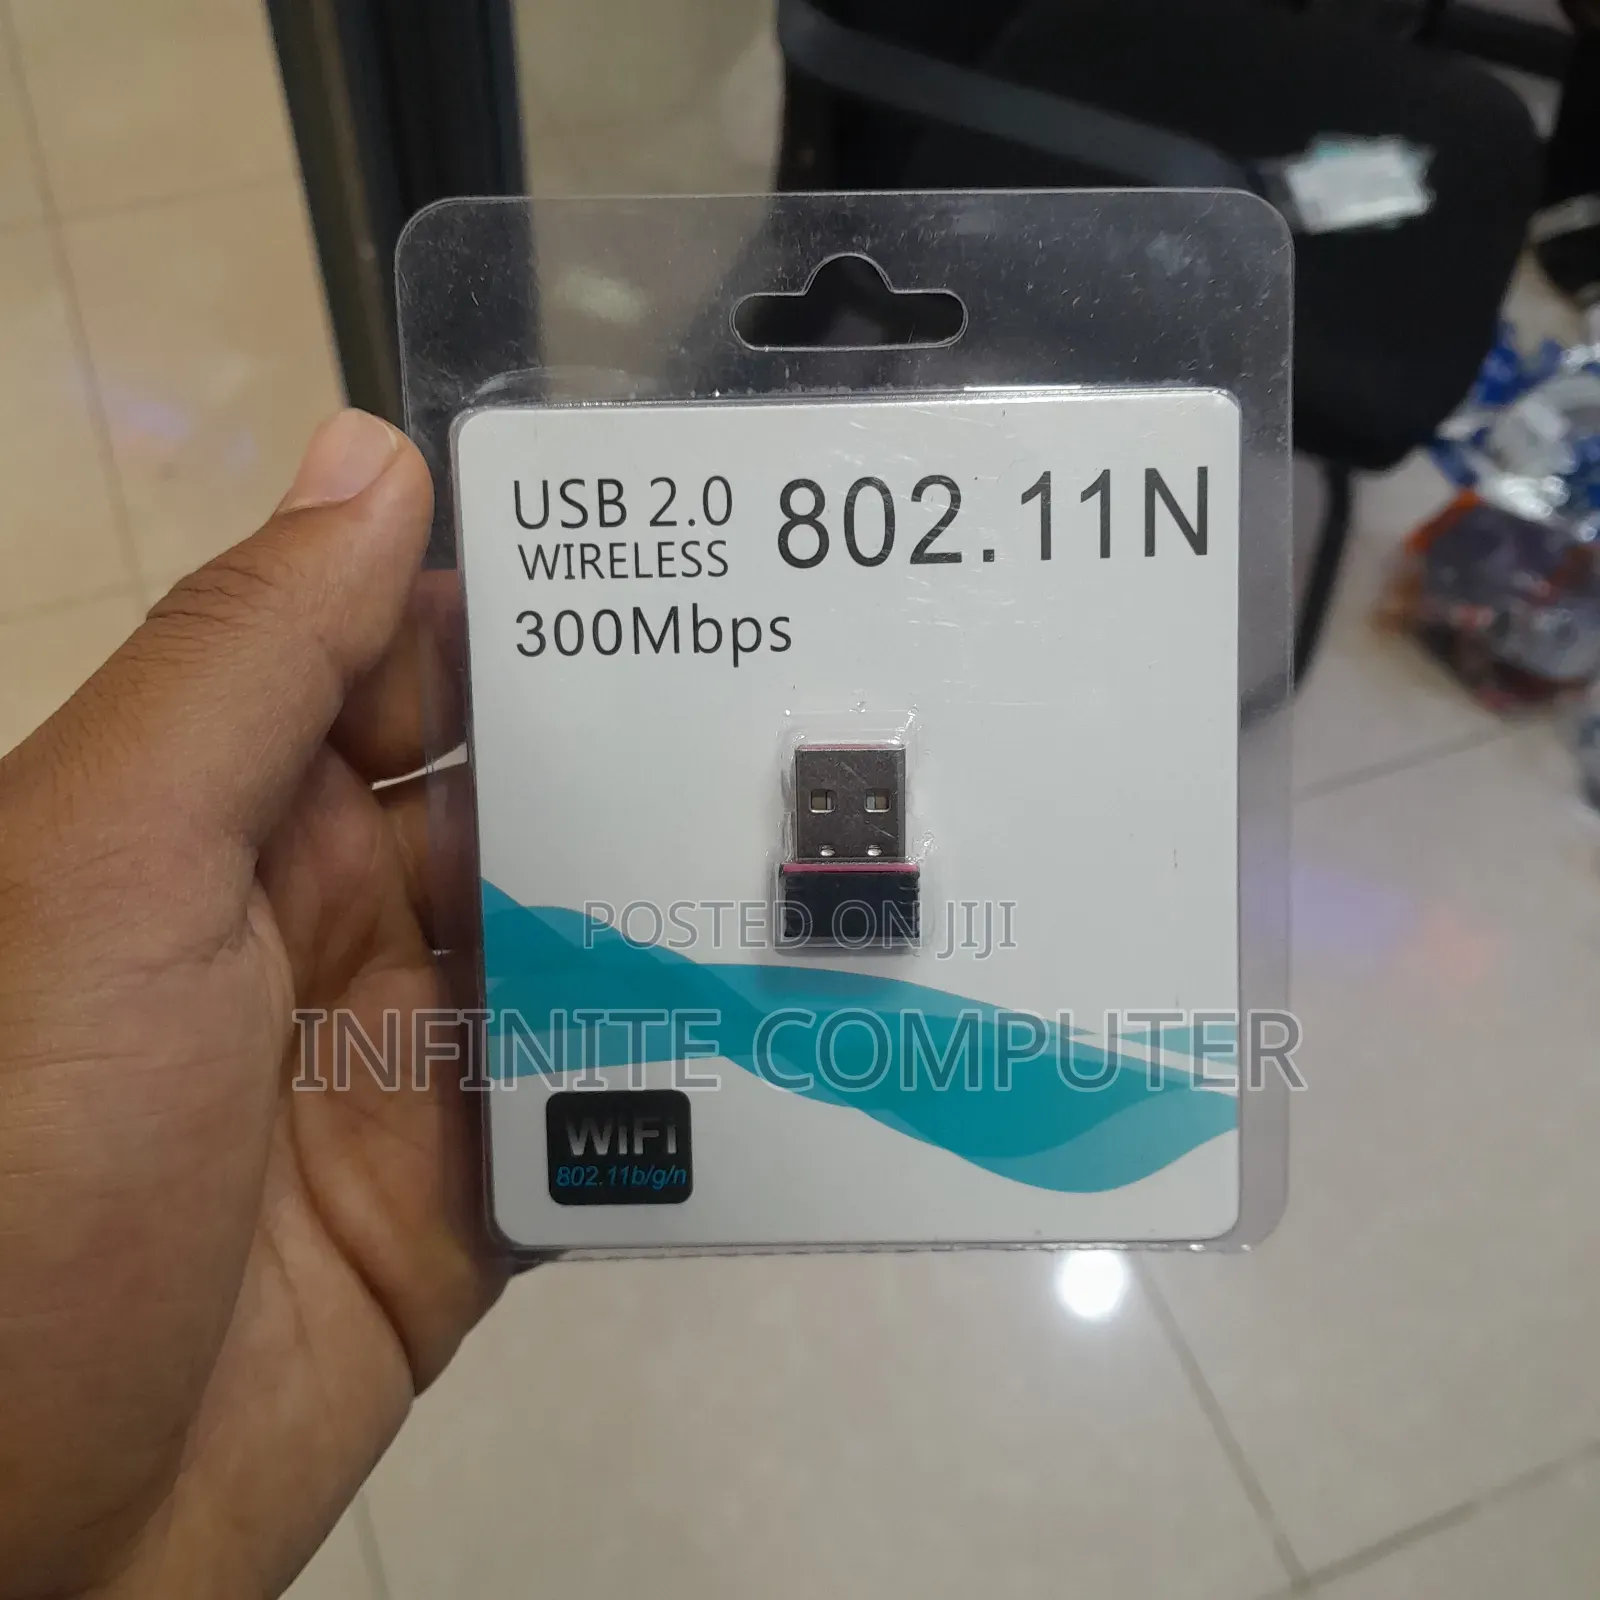 USB 2.0 802.11N
WIRELESS
300Mbps
POSTED ON JIJI
INFINITE COMPUTER
WiFi
802.11b/g/n